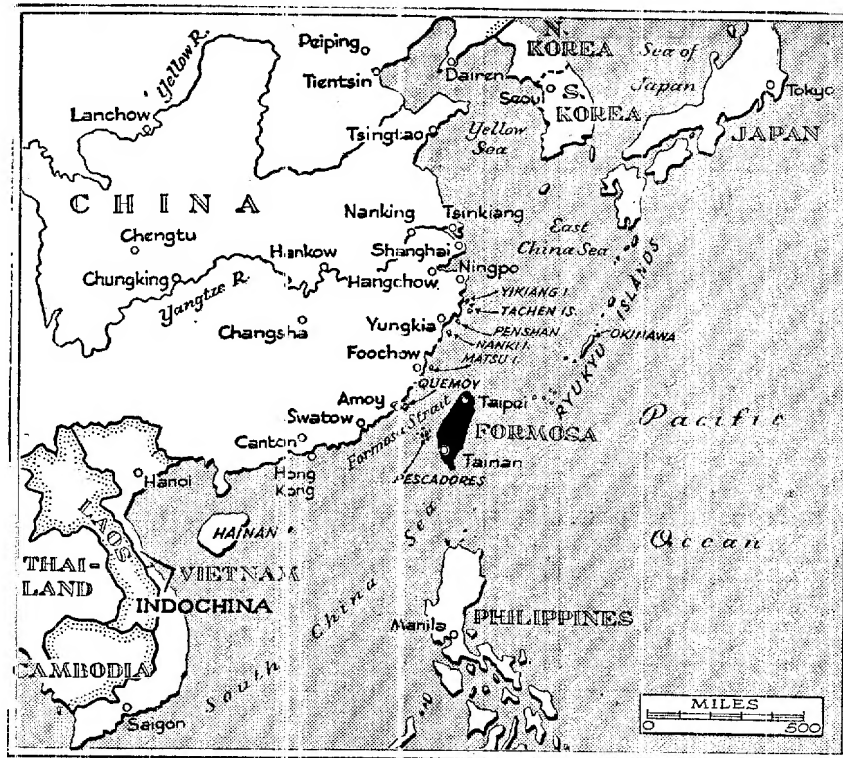 Peiping
Tientsin
Dairen
N.
KOREA
Sea of
Japan
Tokyo
JAPAN
Seoul
S.
KOREA
Yellow R.
Lanchow
Tsingtao
Yellow
Sea
CHINA
Nanking
Tsinkiang
East
China Sea
Chengtu
Hankow
Shanghai
Ningpo
Chungking
Yangtze R.
Hangchow
YIKIANG I.
TACHEN IS.
Changsha
Yungkia
PENSHAN
NANKI I.
OKINAWA
RYUKYU ISLANDS
Foochow
MATSU I.
QUEMOY
Amoy
Swatow
Formosa Strait
Taipei
FORMOSA
Pacific
Ocean
Canton
Hong
Kong
Tainan
PESCADORES
Hanoi
LAOS
HAINAN
THAI-
LAND
VIETNAM
INDOCHINA
CAMBODIA
Saigon
South China Sea
Manila
PHILIPPINES
MILES
0 500